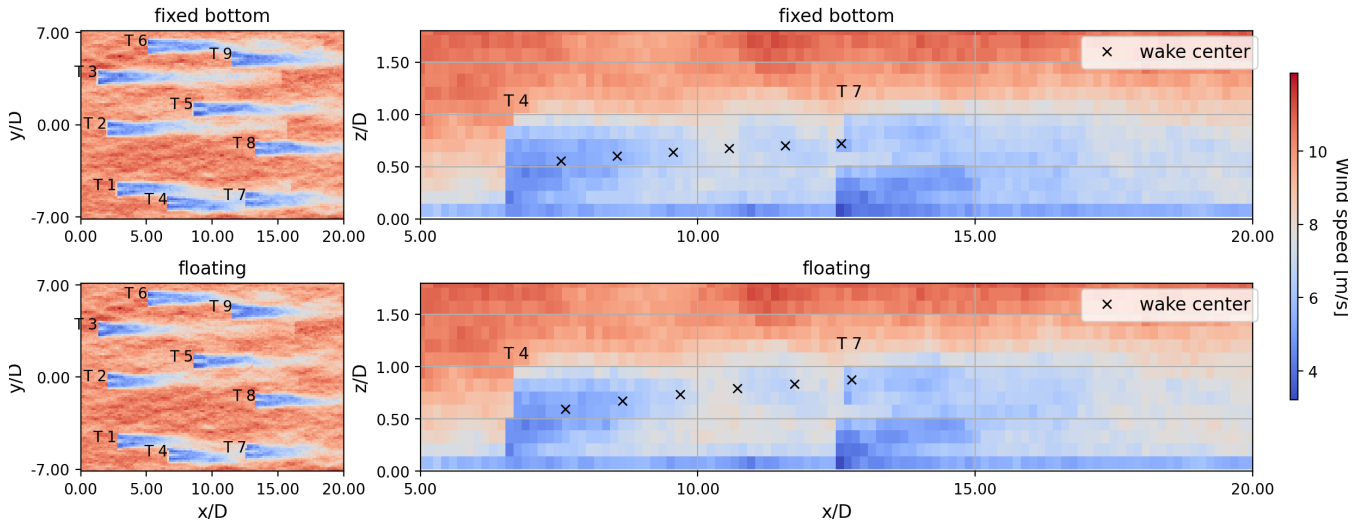 fixed bottom
7.00
0.00
-7.00
y/D
T 6
T 9
T 3
T 5
T 2
T 8
T 1
T 4
T 7
0.00 5.00 10.00 15.00 20.00
fixed bottom
1.50
1.00
0.50
0.00
z/D
T 4
T 7
wake center
5.00 10.00 15.00 20.00
floating
7.00
0.00
-7.00
y/D
T 6
T 9
T 3
T 5
T 2
T 8
T 1
T 4
T 7
0.00 5.00 10.00 15.00 20.00
x/D
floating
1.50
1.00
0.50
0.00
z/D
T 4
T 7
wake center
5.00 10.00 15.00 20.00
x/D
10
8
6
4
Wind speed [m/s]